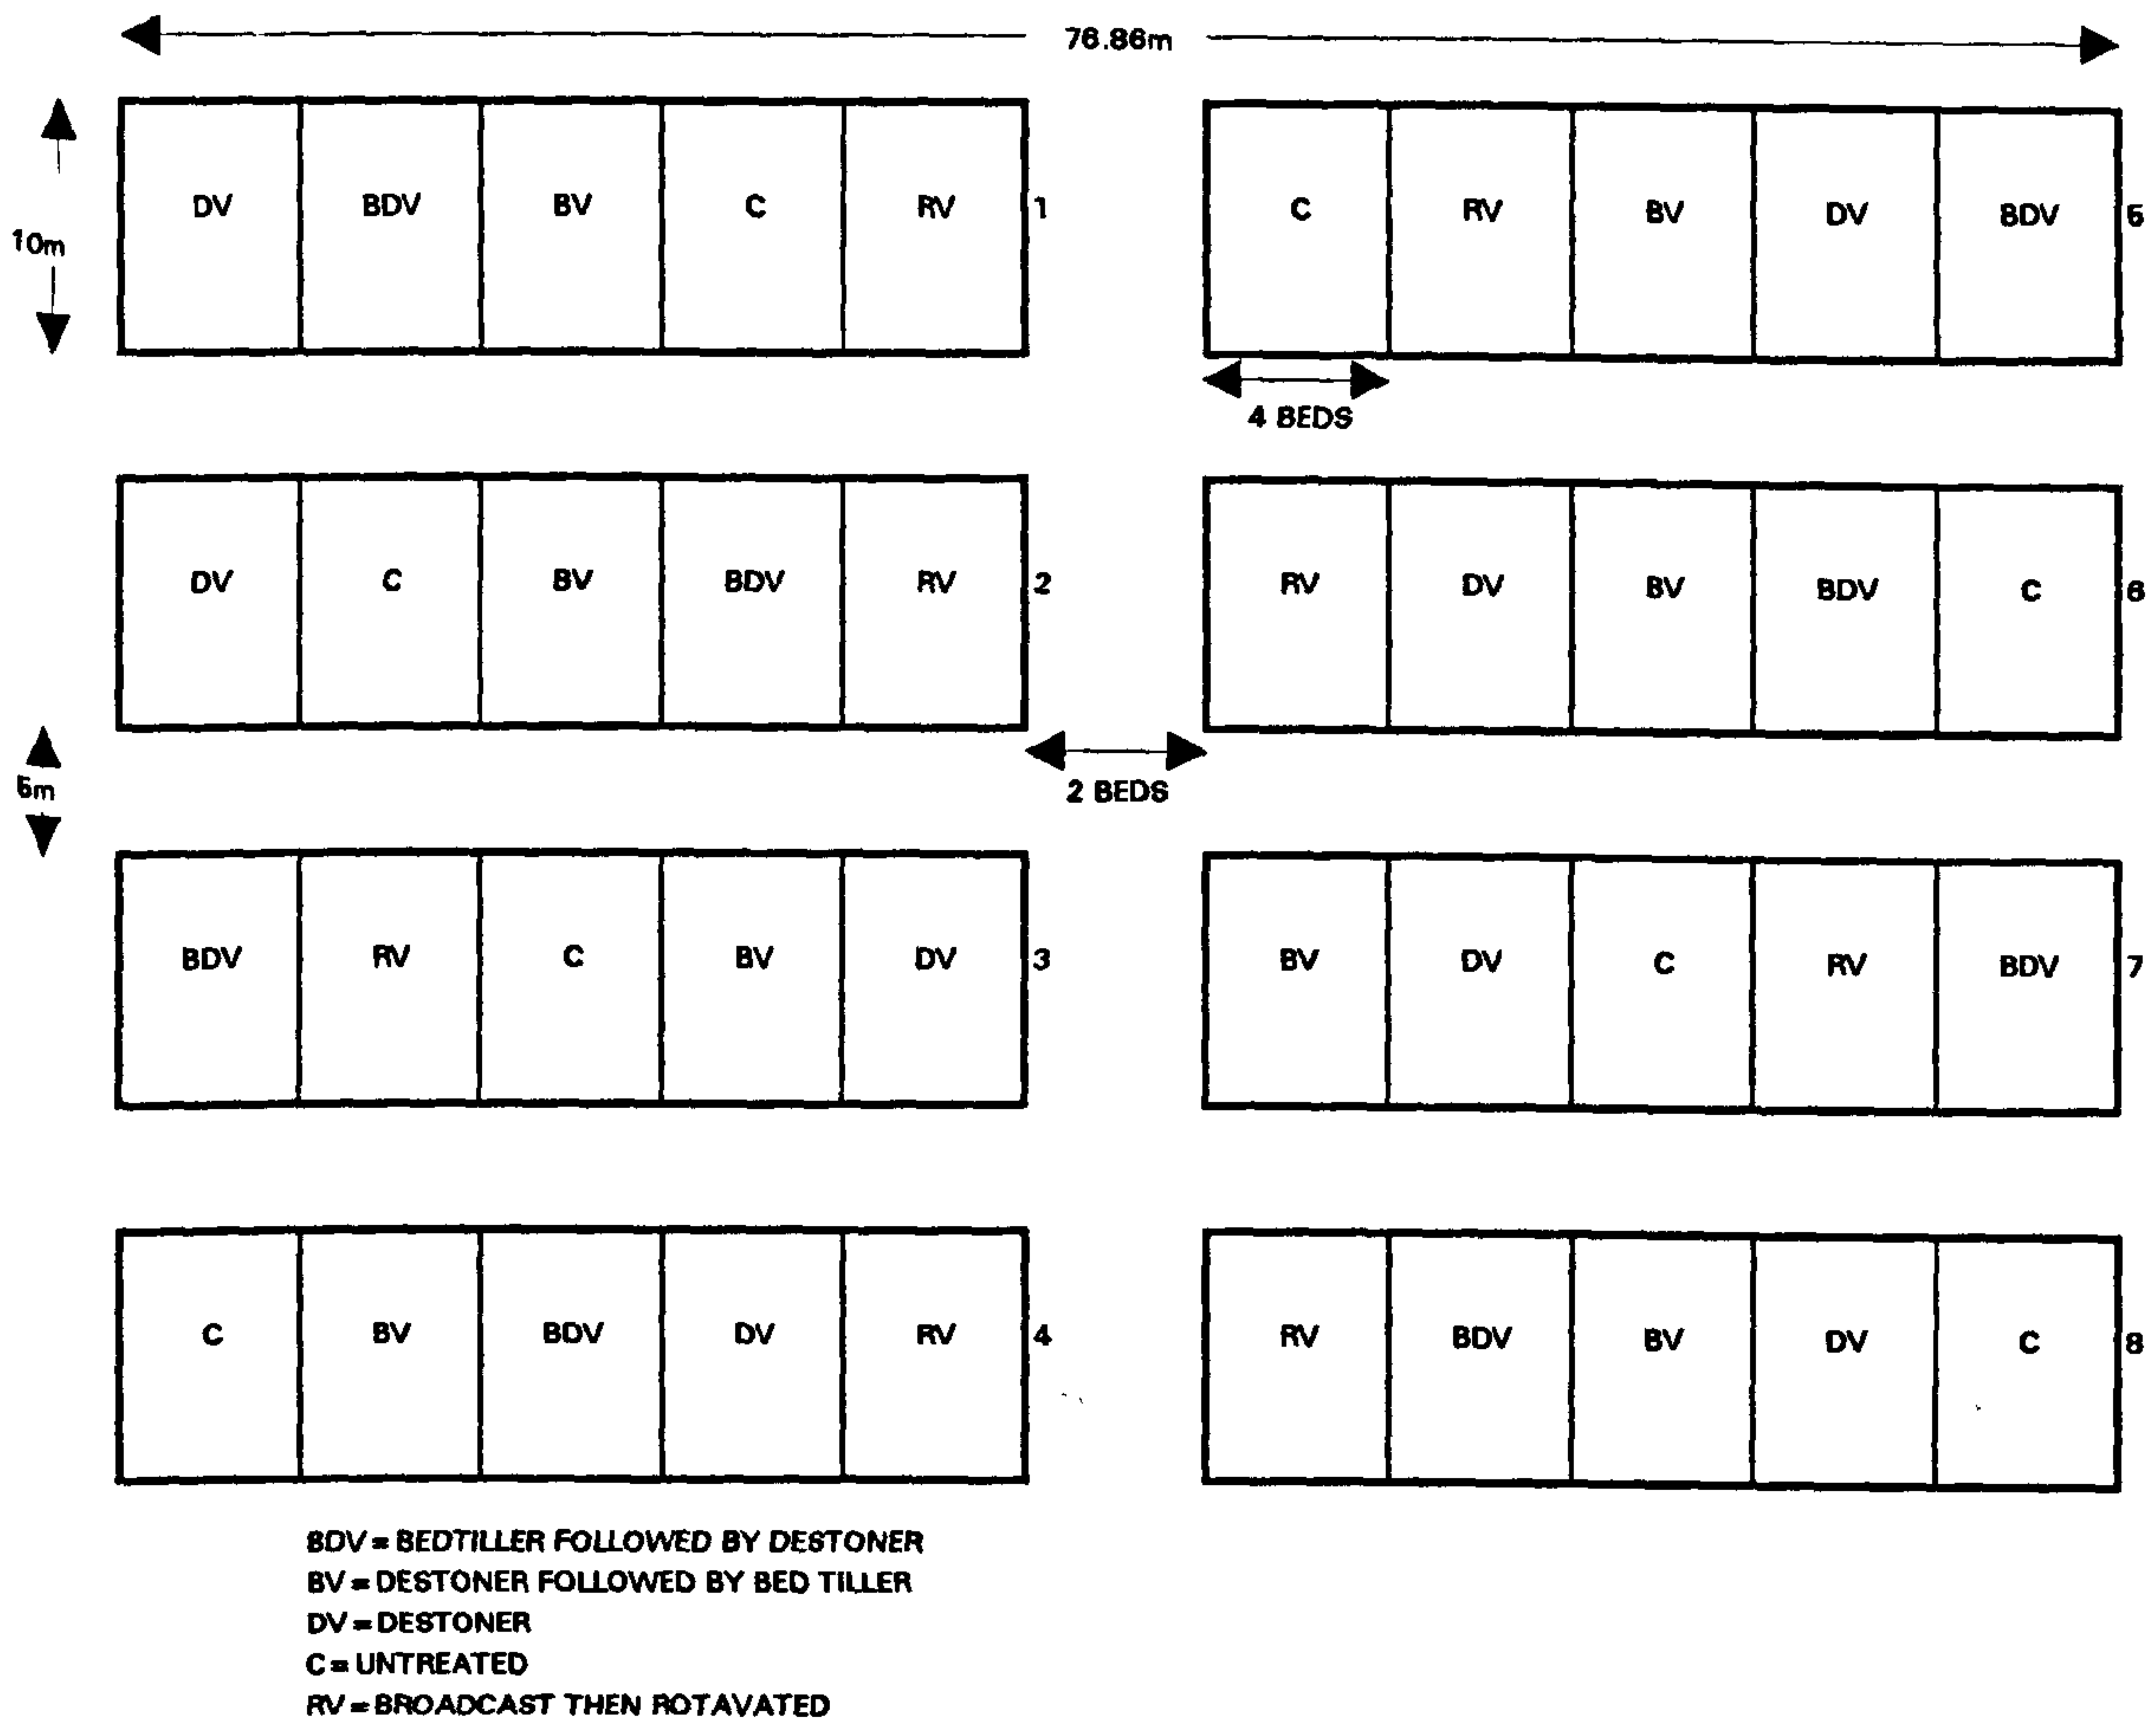 76.86m
10m
DV BDV BV C RV 1
C RV BV DV BDV 5
4 BEDS
DV C BV BDV RV 2
RV DV BV BDV C 6
5m
2 BEDS
BDV RV C BV DV 3
BV DV C RV BDV 7
C BV BDV DV RV 4
RV BDV BV DV C 8
BDV = BEDTILLER FOLLOWED BY DESTONER
BV = DESTONER FOLLOWED BY BED TILLER
DV = DESTONER
C = UNTREATED
RV = BROADCAST THEN ROTAVATED